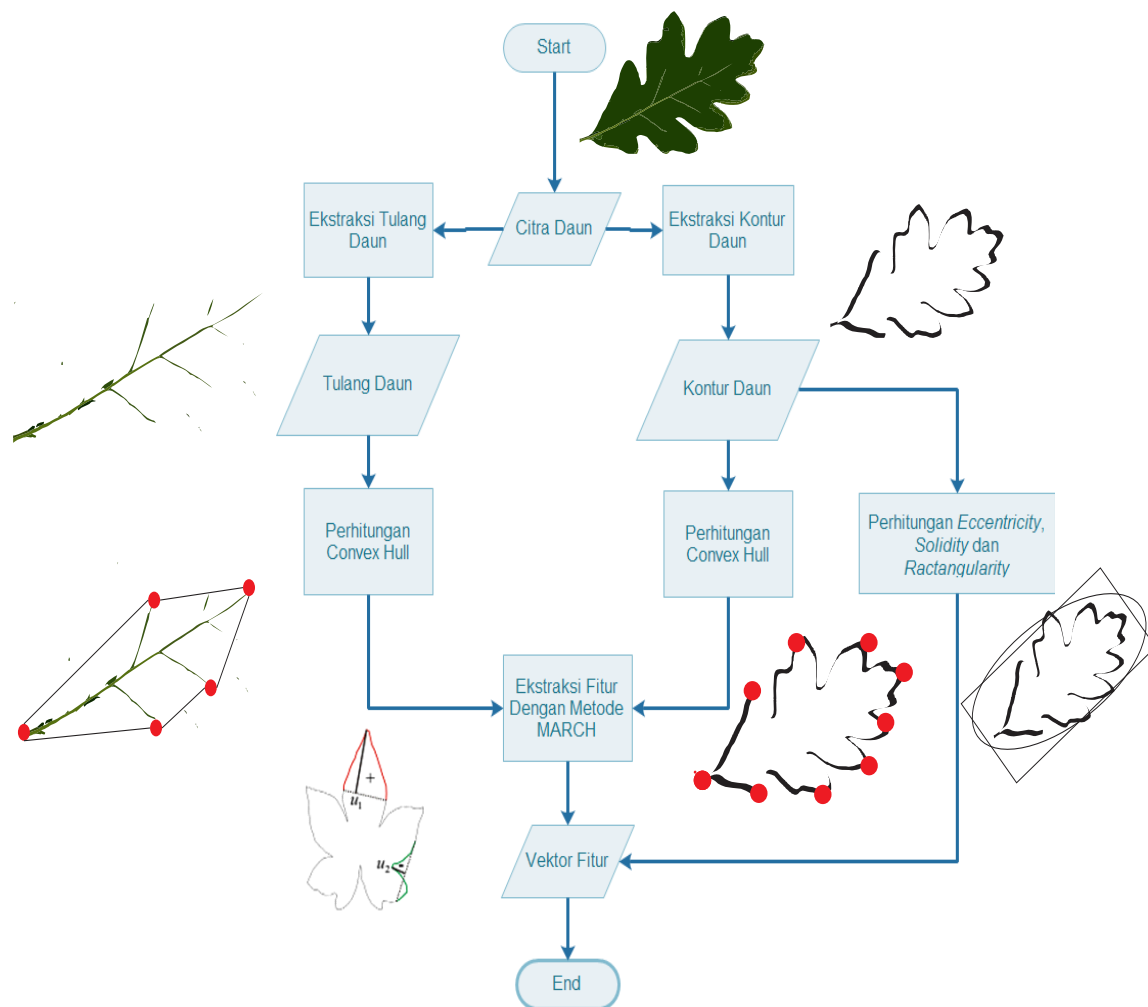 Start
Ekstraksi Tulang
Daun
Citra Daun
Ekstraksi Kontur
Daun
Tulang Daun
Kontur Daun
Perhitungan
Convex Hull
Perhitungan
Convex Hull
Perhitungan Eccentricity,
Solidity dan
Ractangularity
Ekstraksi Fitur
Dengan Metode
MARCH
+
u₁
u₂
-
Vektor Fitur
End